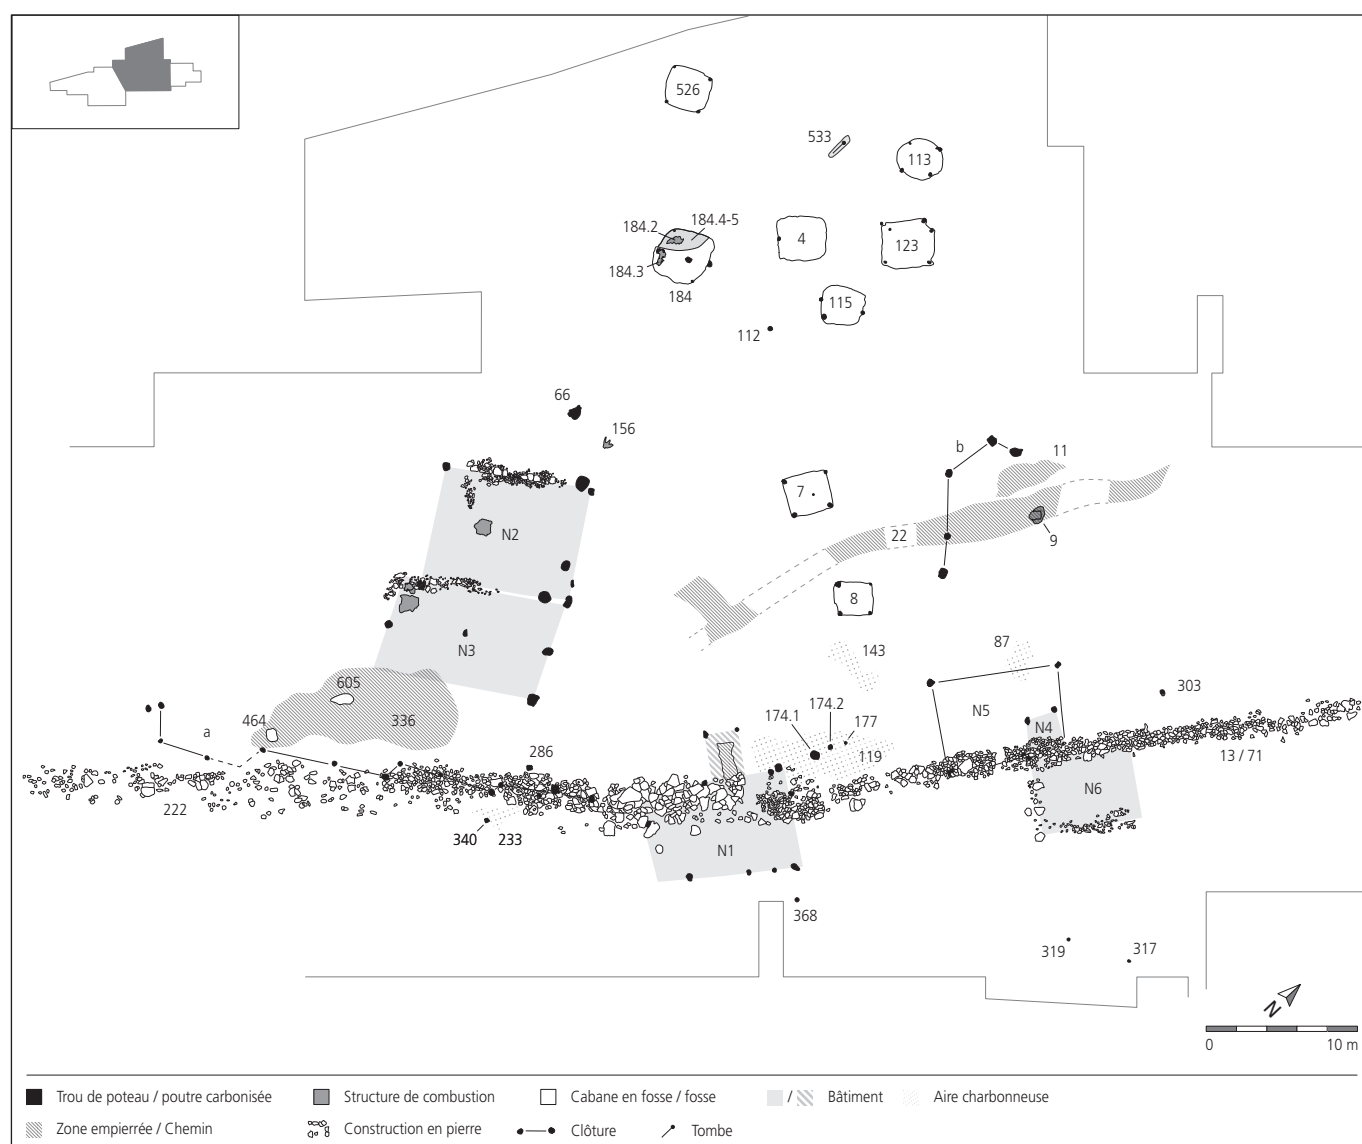 526
533
113
184.2
184.4-5
4
123
184.3
184
115
112
66
156
b
11
7
N2
22
9
8
N3
143
87
605
174.2
303
464
a
336
174.1
177
N5
N4
286
119
13 / 71
222
N6
340
233
N1
368
319
317
N
0
10 m
Trou de poteau / poutre carbonisée
Structure de combustion
Cabane en fosse / fosse
/
Bâtiment
Aire charbonneuse
Zone empierrée / Chemin
Construction en pierre
Clôture
Tombe